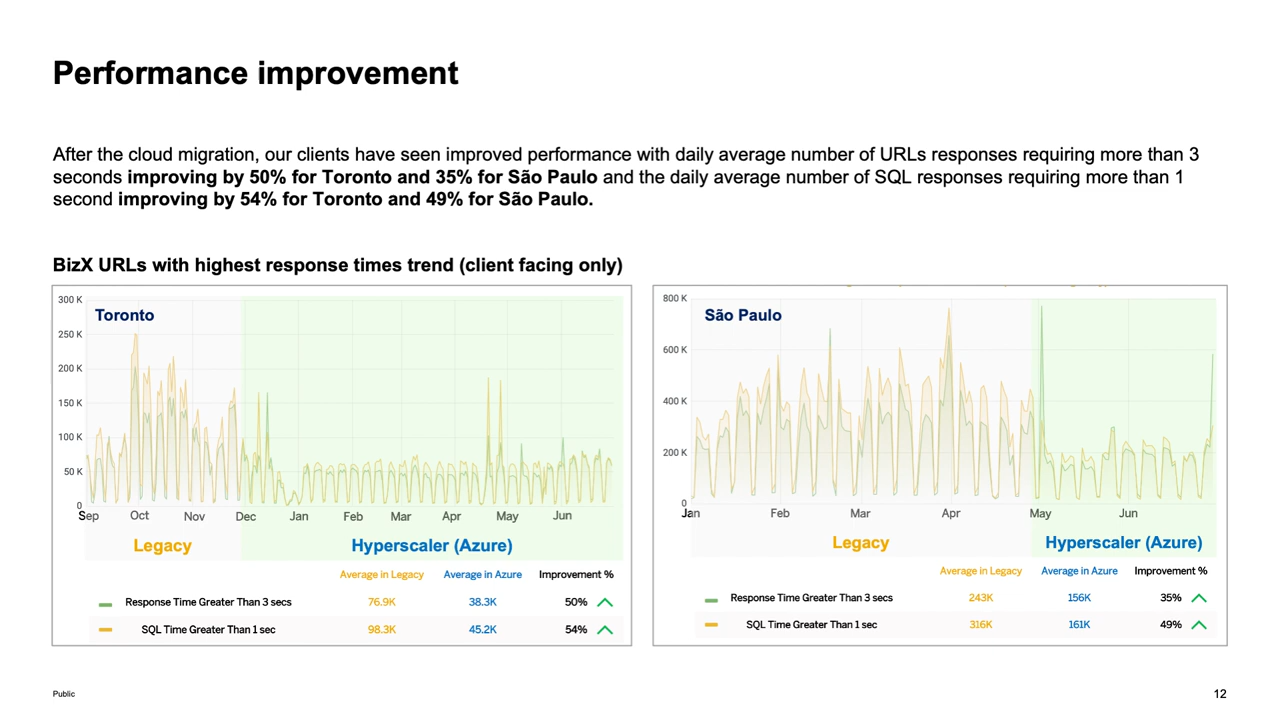 Performance improvement
After the cloud migration, our clients have seen improved performance with daily average number of URLs responses requiring more than 3
seconds improving by 50% for Toronto and 35% for São Paulo and the daily average number of SQL responses requiring more than 1
second improving by 54% for Toronto and 49% for São Paulo.
BizX URLs with highest response times trend (client facing only)
Toronto
300 K
250 K
200 K
150 K
100 K
50 K
0
Sep Oct Nov Dec Jan Feb Mar Apr May Jun
Legacy Hyperscaler (Azure)
Average in Legacy Average in Azure Improvement %
Response Time Greater Than 3 secs 76.9K 38.3K 50%
SQL Time Greater Than 1 sec 98.3K 45.2K 54%
São Paulo
800 K
600 K
400 K
200 K
0
Jan Feb Mar Apr May Jun
Legacy Hyperscaler (Azure)
Average in Legacy Average in Azure Improvement %
Response Time Greater Than 3 secs 243K 156K 35%
SQL Time Greater Than 1 sec 316K 161K 49%
Public
12